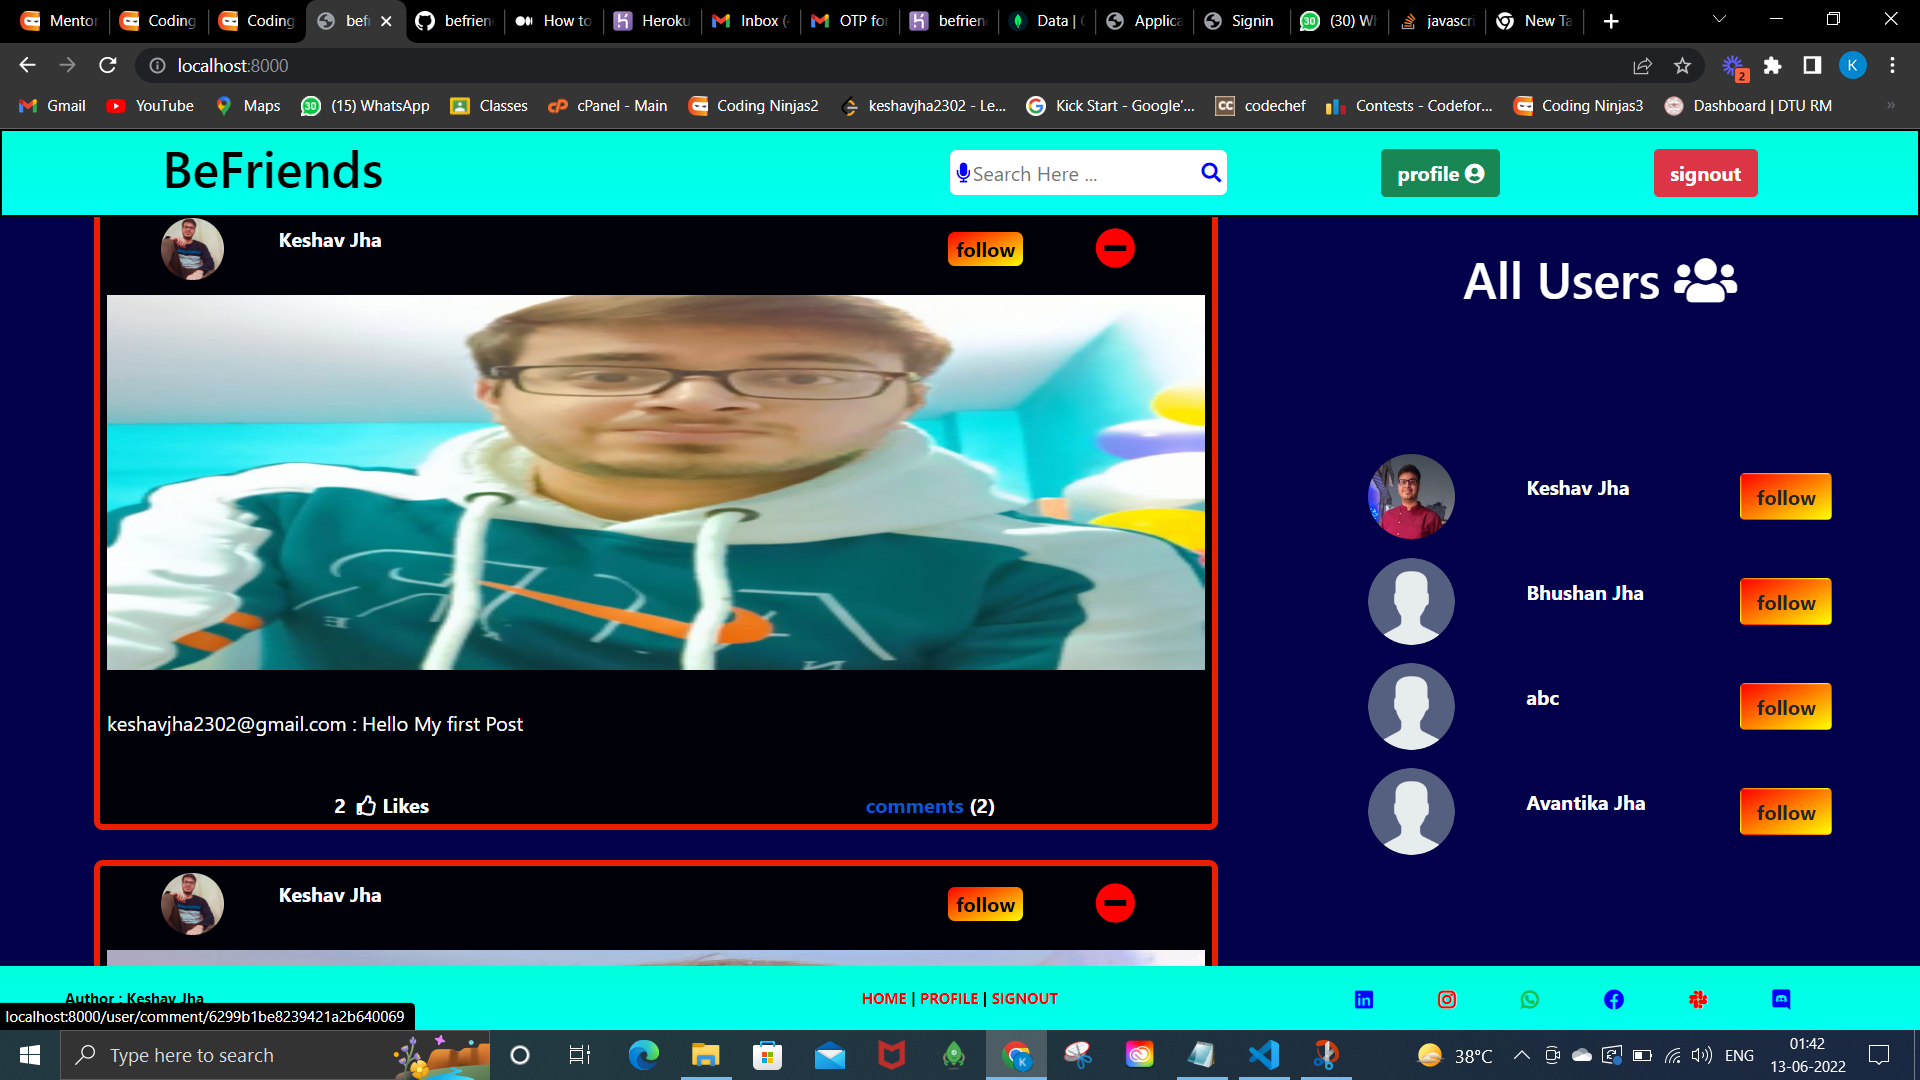 Mentor
Coding
Coding
bef
befrien
How to
Heroku
Inbox (
OTP for
befrien
Data |
Applica
Signin
(30) W
javascri
New Ta
localhost:8000
K
2
Gmail
YouTube
Maps
(15) WhatsApp
Classes
cPanel - Main
Coding Ninjas2
keshavjha2302 - Le...
Kick Start - Google'...
codechef
Contests - Codefor...
Coding Ninjas3
Dashboard | DTU RM
BeFriends
Search Here ...
profile
signout
Keshav Jha
follow
All Users
Keshav Jha
follow
Bhushan Jha
follow
abc
follow
Avantika Jha
follow
keshavjha2302@gmail.com : Hello My first Post
2 Likes
comments (2)
Keshav Jha
follow
Author : Keshav Jha
HOME | PROFILE | SIGNOUT
localhost:8000/user/comment/6299b1be8239421a2b640069
Type here to search
38°C
ENG
01:42
13-06-2022